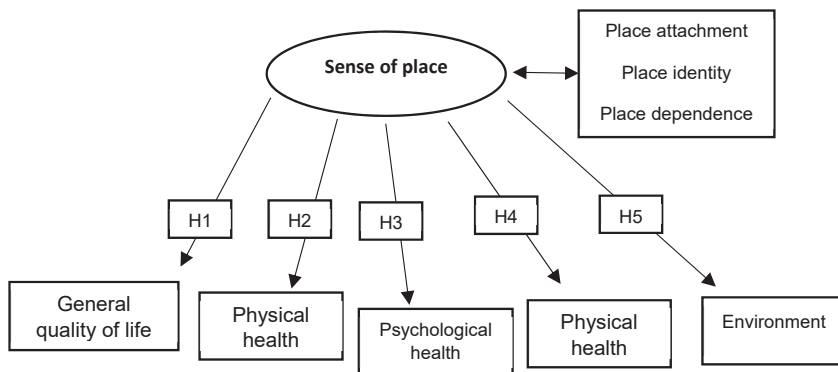 Sense of place
Place attachment
Place identity
Place dependence
H1
H2
H3
H4
H5
General
quality of life
Physical
health
Psychological
health
Physical
health
Environment